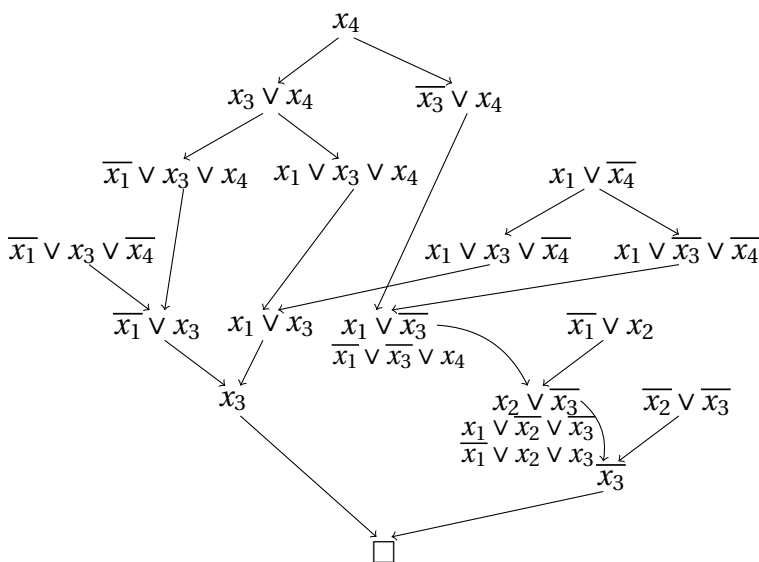 x₄
x₃ ∨ x₄
x̅₃ ∨ x₄
x̅₁ ∨ x₃ ∨ x₄
x₁ ∨ x₃ ∨ x₄
x₁ ∨ x̅₄
x̅₁ ∨ x₃ ∨ x̅₄
x₁ ∨ x₃ ∨ x̅₄
x₁ ∨ x̅₃ ∨ x̅₄
x̅₁ ∨ x₃
x₁ ∨ x₃
x₁ ∨ x̅₃
x̅₁ ∨ x₂
x̅₁ ∨ x̅₃ ∨ x₄
x₃
x₂ ∨ x̅₃
x̅₂ ∨ x̅₃
x₁ ∨ x̅₂ ∨ x̅₃
x̅₁ ∨ x₂ ∨ x₃
x̅₃
□